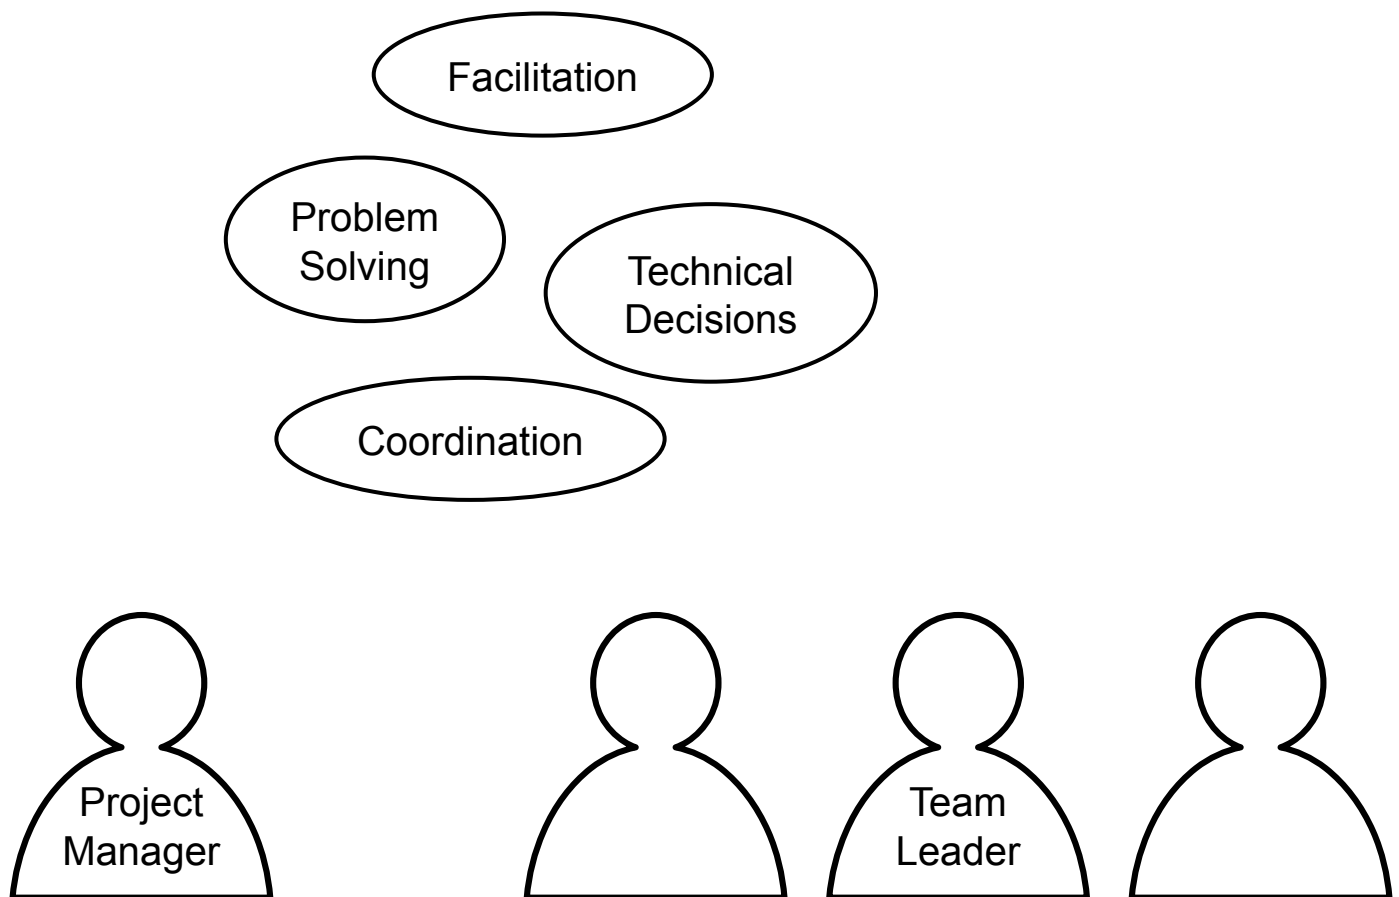 Facilitation
Problem
Solving
Technical
Decisions
Coordination
Project
Manager
Team
Leader